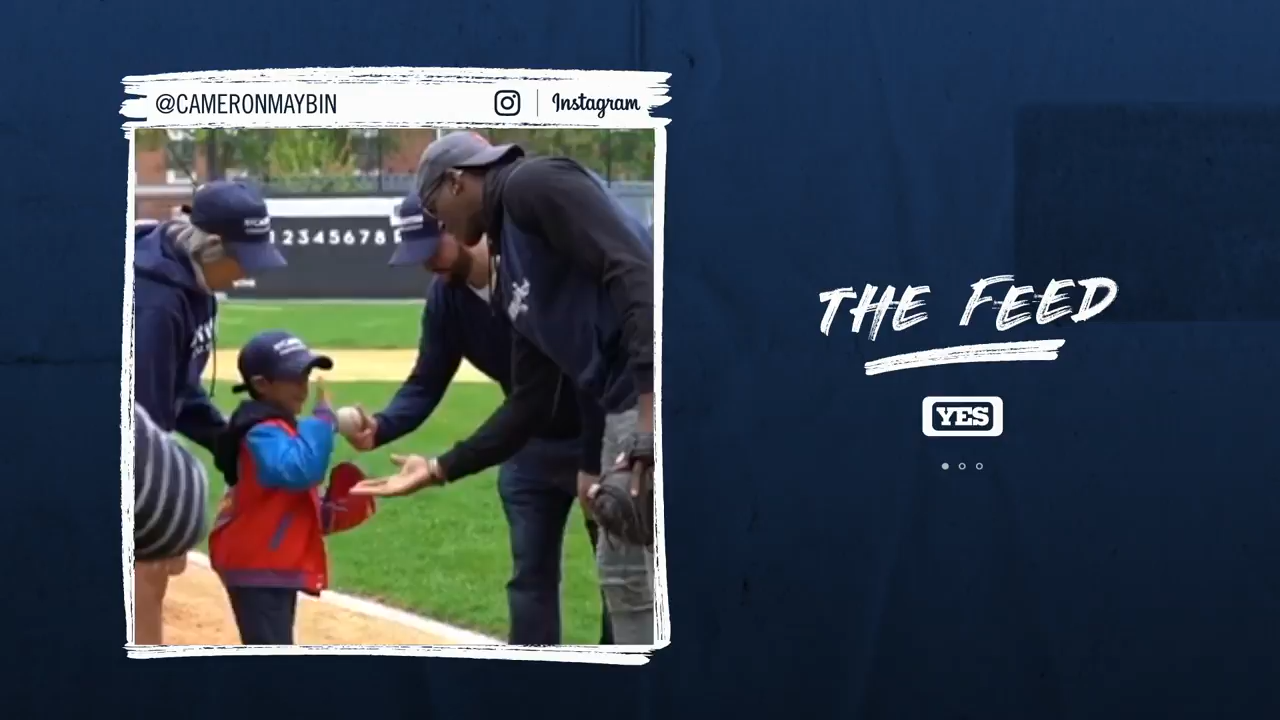 @CAMERONMAYBIN
Instagram
12345678 R
THE FEED
YES